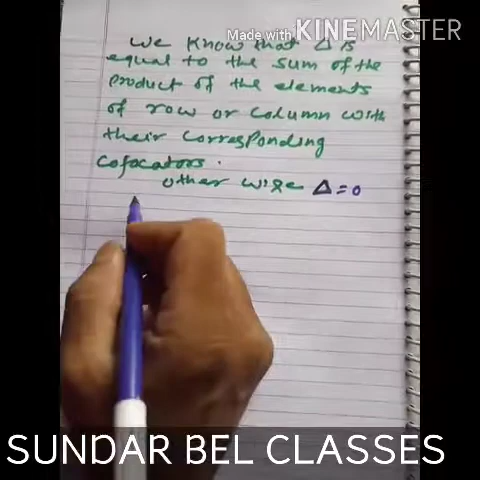 Made with KINEMASTER
We know that Δ is
equal to the sum of the
product of the elements
of row or column with
their corresponding
cofocators.
other wise Δ=0
SUNDAR BEL CLASSES